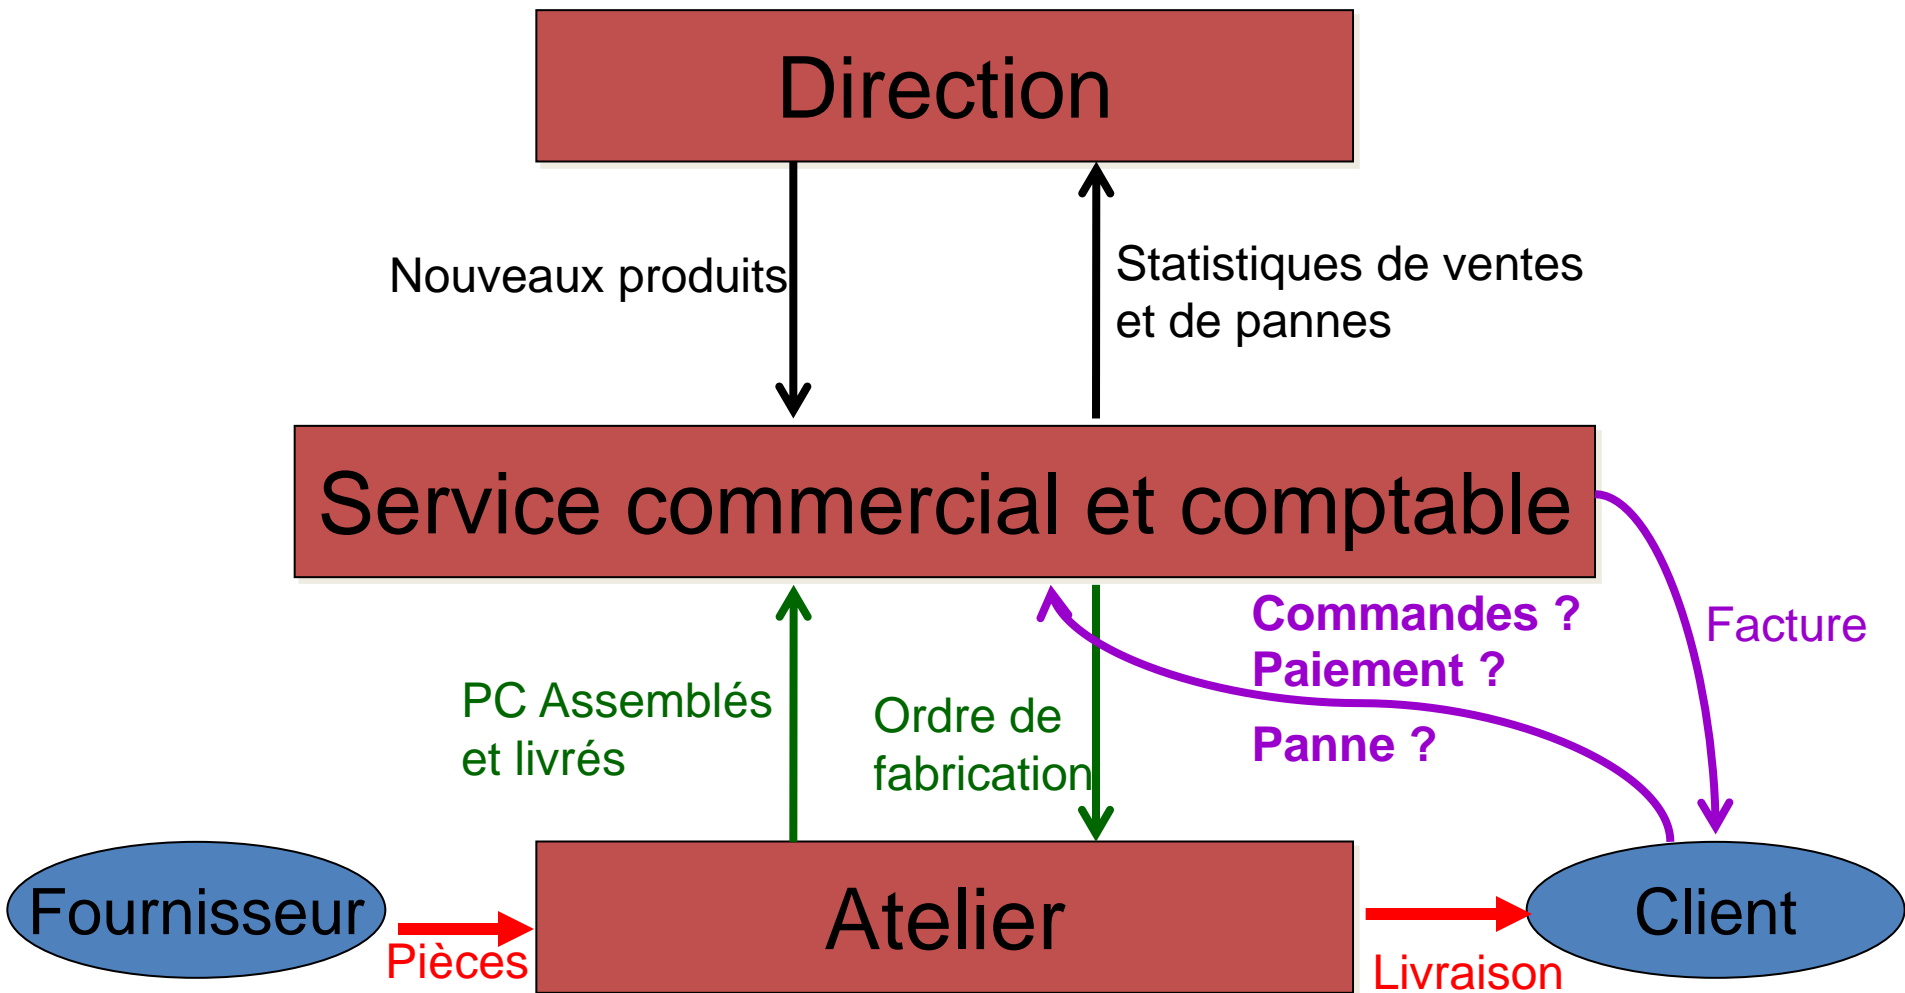 Direction
Nouveaux produits
Statistiques de ventes
et de pannes
Service commercial et comptable
Commandes ?
Paiement ?
Panne ?
Facture
PC Assemblés
et livrés
Ordre de
fabrication
Fournisseur
Pièces
Atelier
Livraison
Client